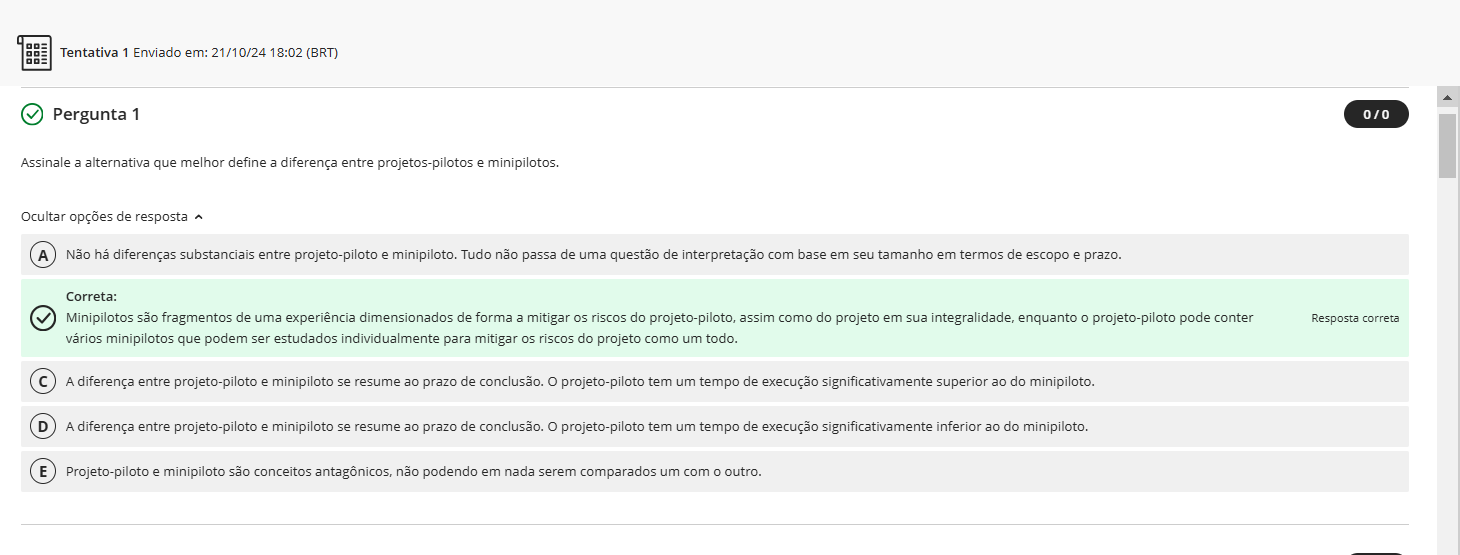 Tentativa 1 Enviado em: 21/10/24 18:02 (BRT)
Pergunta 1
0 / 0
Assinale a alternativa que melhor define a diferença entre projetos-pilotos e minipilotos.
Ocultar opções de resposta
A Não há diferenças substanciais entre projeto-piloto e minipiloto. Tudo não passa de uma questão de interpretação com base em seu tamanho em termos de escopo e prazo.
Correta:
Minipilotos são fragmentos de uma experiência dimensionados de forma a mitigar os riscos do projeto-piloto, assim como do projeto em sua integralidade, enquanto o projeto-piloto pode conter
Resposta correta
vários minipilotos que podem ser estudados individualmente para mitigar os riscos do projeto como um todo.
C A diferença entre projeto-piloto e minipiloto se resume ao prazo de conclusão. O projeto-piloto tem um tempo de execução significativamente superior ao do minipiloto.
D A diferença entre projeto-piloto e minipiloto se resume ao prazo de conclusão. O projeto-piloto tem um tempo de execução significativamente inferior ao do minipiloto.
E Projeto-piloto e minipiloto são conceitos antagônicos, não podendo em nada serem comparados um com o outro.